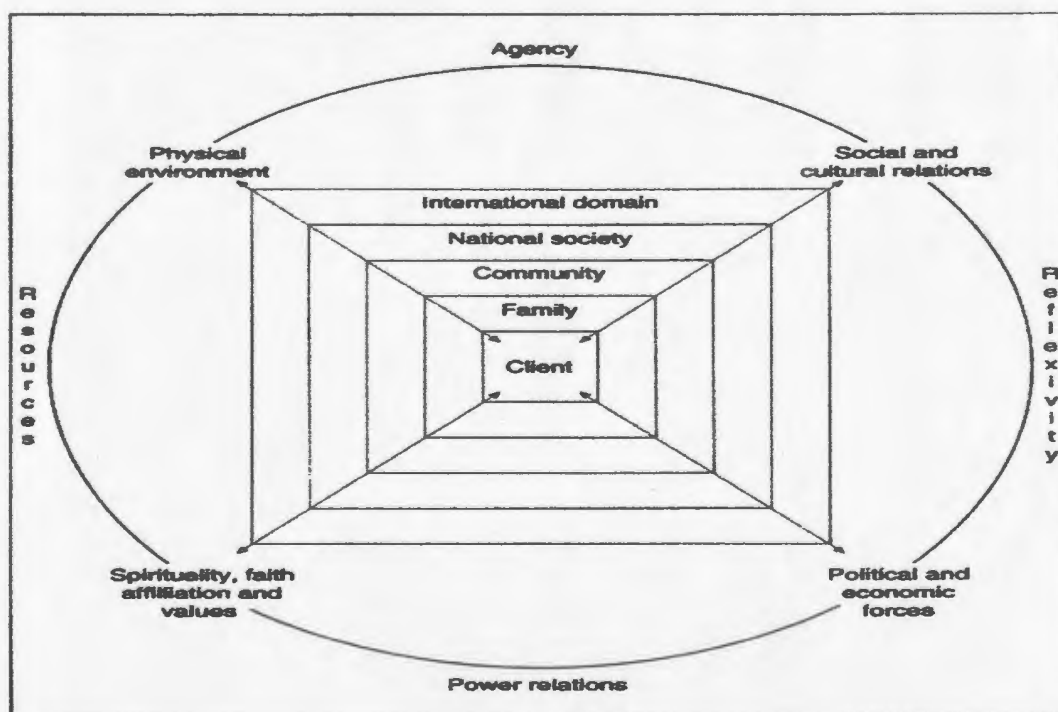 Agency
Physical
environment
Social and
cultural relations
International domain
National society
Community
Family
Client
Resources
Reflexivity
Spirituality, faith
affiliation and
values
Political and
economic
forces
Power relations